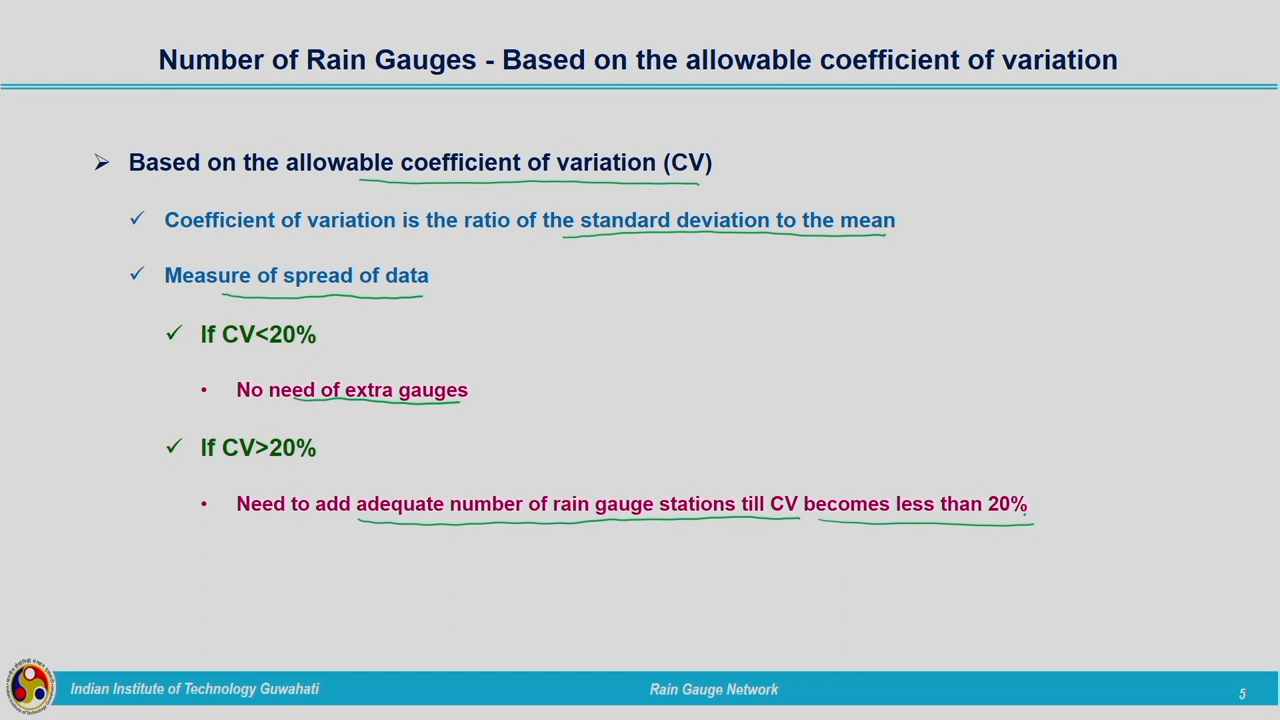 Number of Rain Gauges - Based on the allowable coefficient of variation
➢ Based on the allowable coefficient of variation (CV)
✓ Coefficient of variation is the ratio of the standard deviation to the mean
✓ Measure of spread of data
✓ If CV<20%
• No need of extra gauges
✓ If CV>20%
• Need to add adequate number of rain gauge stations till CV becomes less than 20%
Indian Institute of Technology Guwahati
Rain Gauge Network
5